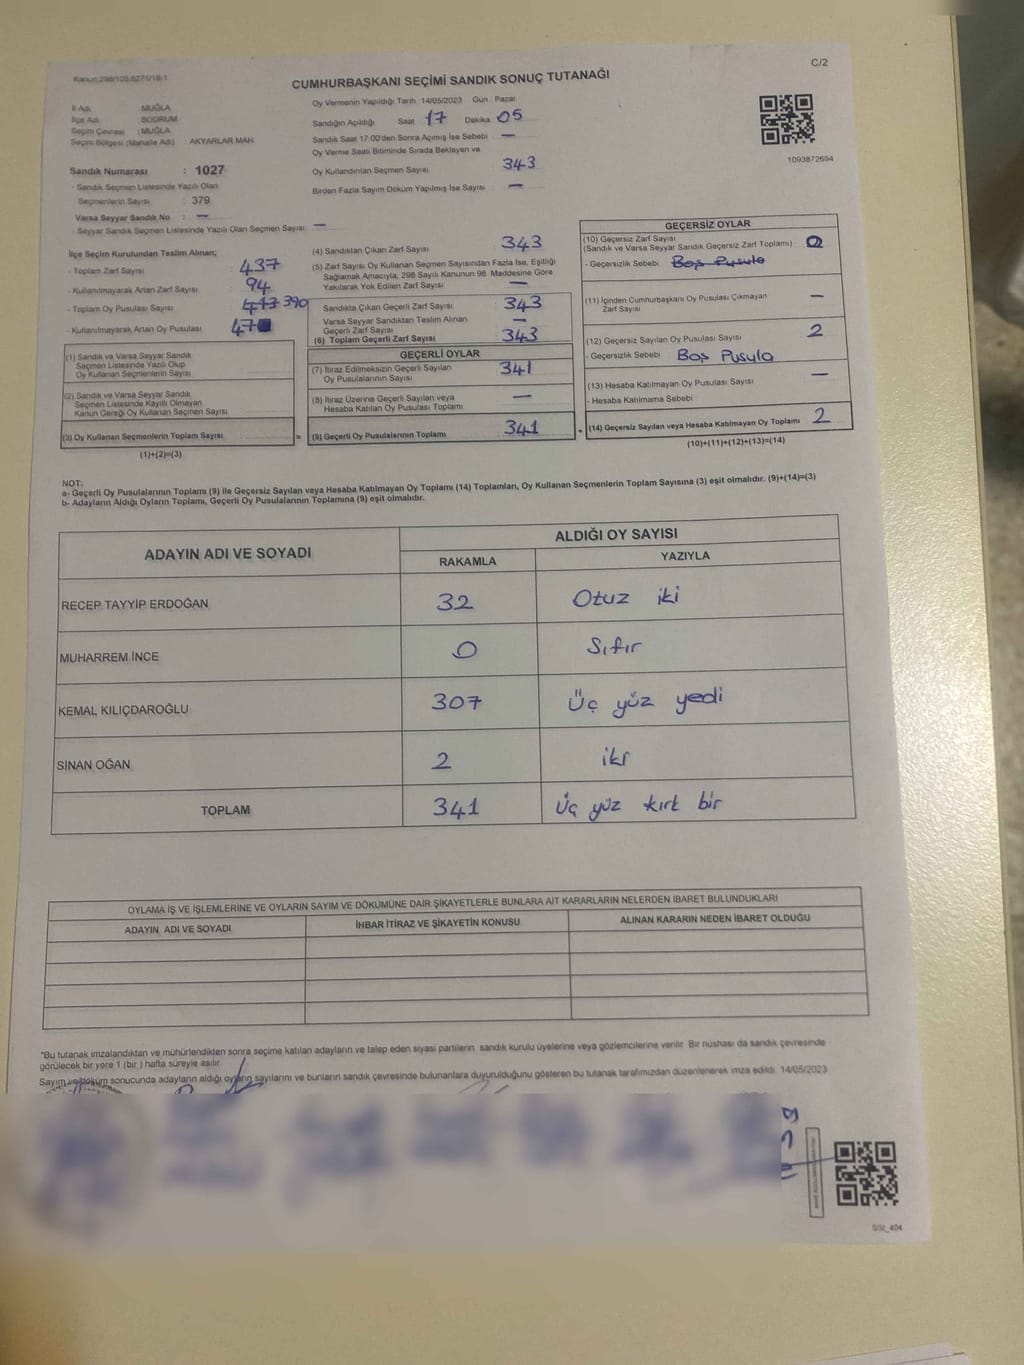 Kanun:298/105,6271/18-1
C/2
CUMHURBAŞKANI SEÇİMİ SANDIK SONUÇ TUTANAĞI
İl Adı : MUĞLA
İlçe Adı : BODRUM
Seçim Çevresi : MUĞLA
Seçim Bölgesi (Mahalle Adı) : AKYARLAR MAH.
Sandık Numarası : 1027
- Sandık Seçmen Listesinde Yazılı Olan
Seçmenlerin Sayısı : 379
Varsa Seyyar Sandık No : —
- Seyyar Sandık Seçmen Listesinde Yazılı Olan Seçmen Sayısı : —
Oy Vermenin Yapıldığı Tarih : 14/05/2023 Gün : Pazar
Sandığın Açıldığı Saat 17 Dakika 05
Sandık Saat 17:00'den Sonra Açımış İse Sebebi : —
Oy Verme Saati Bitiminde Sırada Bekleyen ve
Oy Kullandırılan Seçmen Sayısı 343
Birden Fazla Sayım Döküm Yapılmış İse Sayısı : —
1093872694
İlçe Seçim Kurulundan Teslim Alınan;
- Toplam Zarf Sayısı : 437
- Kullanılmayarak Artan Zarf Sayısı : 94
- Toplam Oy Pusulası Sayısı : 390
- Kullanılmayarak Artan Oy Pusulası : 47
(1) Sandık ve Varsa Seyyar Sandık
Seçmen Listesinde Yazılı Olup
Oy Kullanan Seçmenlerin Sayısı
(2) Sandık ve Varsa Seyyar Sandık
Seçmen Listesinde Kayıtlı Olmayan
Kanun Gereği Oy Kullanan Seçmen Sayısı
(3) Oy Kullanan Seçmenlerin Toplam Sayısı =
(1)+(2)=(3)
(4) Sandıktan Çıkan Zarf Sayısı 343
(5) Zarf Sayısı Oy Kullanan Seçmen Sayısından Fazla İse, Eşitliği
Sağlamak Amacıyla, 298 Sayılı Kanunun 98. Maddesine Göre
Yakılarak Yok Edilen Zarf Sayısı —
Sandıkta Çıkan Geçerli Zarf Sayısı 343
Varsa Seyyar Sandıktan Teslim Alınan
Geçerli Zarf Sayısı —
(6) Toplam Geçerli Zarf Sayısı 343
GEÇERLİ OYLAR
(7) İtiraz Edilmeksizin Geçerli Sayılan
Oy Pusulalarının Sayısı 341
(8) İtiraz Üzerine Geçerli Sayılan veya
Hesaba Katılan Oy Pusulası Toplamı —
(9) Geçerli Oy Pusulalarının Toplamı 341 +
GEÇERSİZ OYLAR
(10) Geçersiz Zarf Sayısı
(Sandık ve Varsa Seyyar Sandık Geçersiz Zarf Toplamı) 0
- Geçersizlik Sebebi : Boş Pusula
(11) İçinden Cumhurbaşkanı Oy Pusulası Çıkmayan
Zarf Sayısı —
(12) Geçersiz Sayılan Oy Pusulası Sayısı 2
- Geçersizlik Sebebi Boş Pusula
(13) Hesaba Katılmayan Oy Pusulası Sayısı —
- Hesaba Katılmama Sebebi
(14) Geçersiz Sayılan veya Hesaba Katılmayan Oy Toplamı 2
(10)+(11)+(12)+(13)=(14)
NOT:
a- Geçerli Oy Pusulalarının Toplamı (9) ile Geçersiz Sayılan veya Hesaba Katılmayan Oy Toplamı (14) Toplamları, Oy Kullanan Seçmenlerin Toplam Sayısına (3) eşit olmalıdır. (9)+(14)=(3)
b- Adayların Aldığı Oyların Toplamı, Geçerli Oy Pusulalarının Toplamına (9) eşit olmalıdır.
ADAYIN ADI VE SOYADI ALDIĞI OY SAYISI
RAKAMLA YAZIYLA
RECEP TAYYİP ERDOĞAN 32 Otuz iki
MUHARREM İNCE 0 Sıfır
KEMAL KILIÇDAROĞLU 307 Üç yüz yedi
SİNAN OĞAN 2 iki
TOPLAM 341 Üç yüz kırk bir
OYLAMA İŞ VE İŞLEMLERİNE VE OYLARIN SAYIM VE DÖKÜMÜNE DAİR ŞİKAYETLERLE BUNLARA AİT KARARLARIN NELERDEN İBARET BULUNDUKLARI
ADAYIN ADI VE SOYADI İHBAR İTİRAZ VE ŞİKAYETİN KONUSU ALINAN KARARIN NEDEN İBARET OLDUĞU
*Bu tutanak imzalandıktan ve mühürlendikten sonra seçime katılan adayların ve talep eden siyasi partilerin sandık kurulu üyelerine veya gözlemcilerine verilir. Bir nüshası da sandık çevresinde
görülecek bir yere 1 (bir) hafta süreyle asılır.
Sayım ve döküm sonucunda adayların aldığı oyların sayılarını ve bunların sandık çevresinde bulunanlara duyurulduğunu gösteren bu tutanak tarafımızdan düzenlenerek imza edildi. 14/05/2023